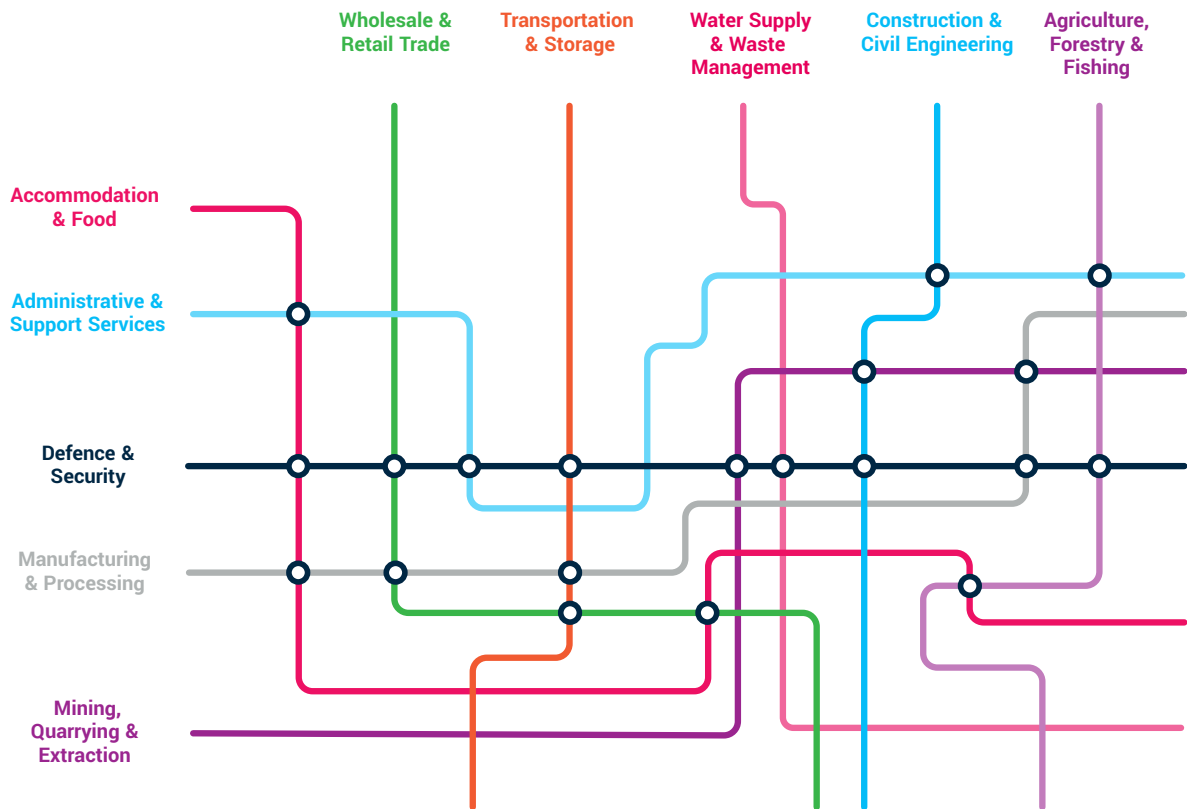 Wholesale &
Retail Trade
Transportation
& Storage
Water Supply
& Waste
Management
Construction &
Civil Engineering
Agriculture,
Forestry &
Fishing
Accommodation
& Food
Administrative &
Support Services
Defence &
Security
Manufacturing
& Processing
Mining,
Quarrying &
Extraction